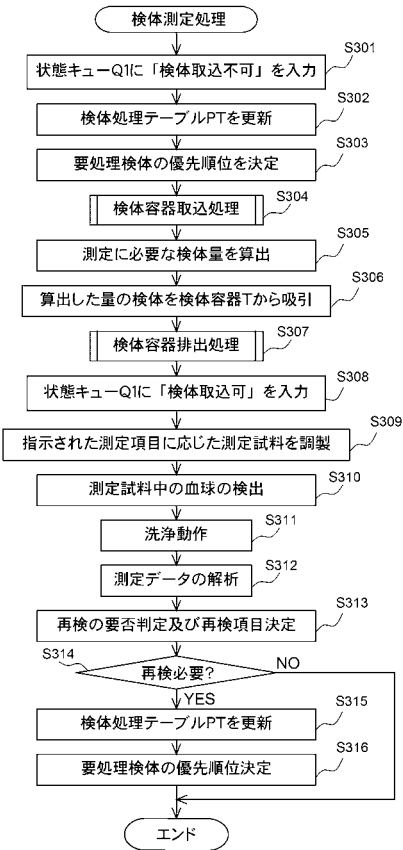 検体測定処理
S301
状態キューQ1に「検体取込不可」を入力
S302
検体処理テーブルPTを更新
S303
要処理検体の優先順位を決定
S304
検体容器取込処理
S305
測定に必要な検体量を算出
S306
算出した量の検体を検体容器Tから吸引
S307
検体容器排出処理
S308
状態キューQ1に「検体取込可」を入力
S309
指示された測定項目に応じた測定試料を調製
S310
測定試料中の血球の検出
S311
洗浄動作
S312
測定データの解析
S313
再検の要否判定及び再検項目決定
S314
再検必要?
NO
YES
S315
検体処理テーブルPTを更新
S316
要処理検体の優先順位決定
エンド